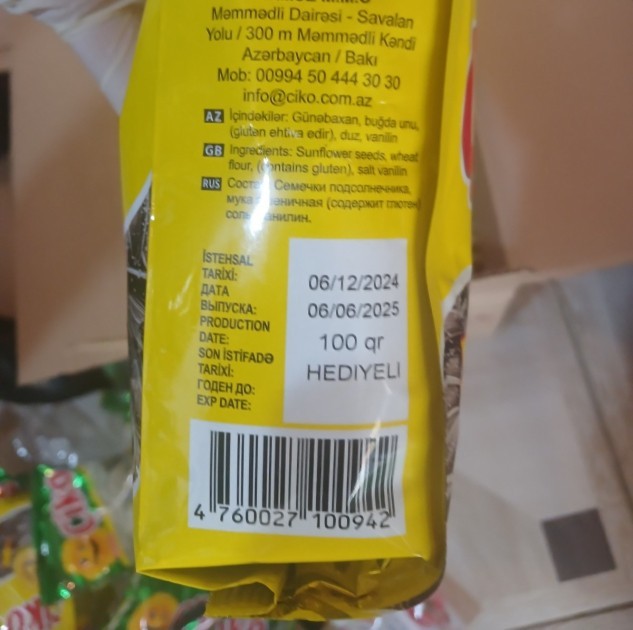 Məmmədli Dairəsi - Savalan
Yolu / 300 m Məmmədli Kəndi
Azərbaycan / Bakı
Mob: 00994 50 444 30 30
info@ciko.com.az
AZ İçindəkilər: Günəbaxan, buğda unu,
(gluten ehtiva edir), duz, vanilin
GB Ingredients: Sunflower seeds, wheat
flour, (contains gluten), salt vanilin
RUS Состав: Семечки подсолнечника,
мука пшеничная (содержит глютен)
соль, ванилин.
İSTEHSAL
TARİXİ:
ДАТА
ВЫПУСКА:
PRODUCTION
DATE:
SON İSTİFADƏ
TARİXİ:
ГОДЕН ДО:
EXP DATE:
06/12/2024
06/06/2025
100 qr
HEDIYELI
4 760027 100942
CİKO